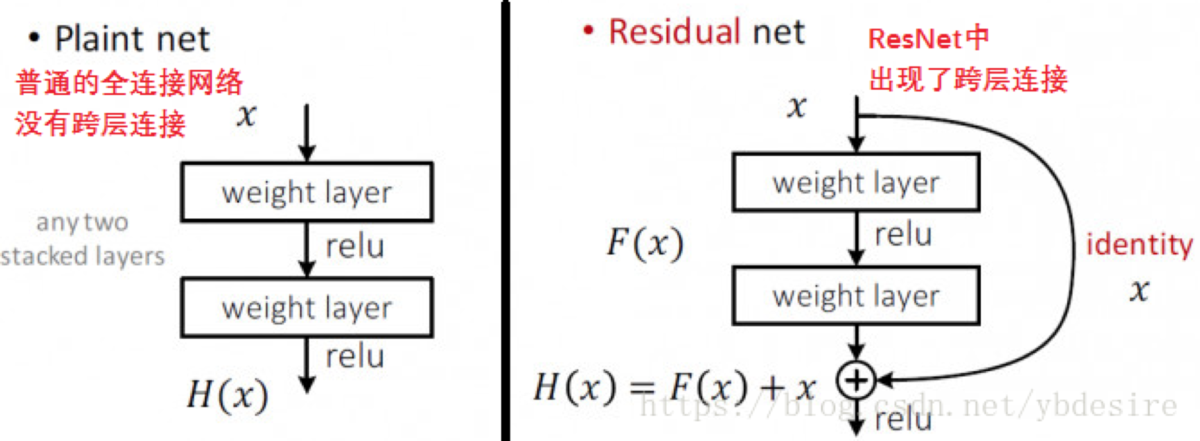 • Plaint net
普通的全连接网络
没有跨层连接
x
weight layer
any two
stacked layers
relu
weight layer
relu
H(x)
• Residual net
ResNet中
出现了跨层连接
x
weight layer
F(x)
relu
identity
x
weight layer
H(x) = F(x) + x
relu
https://blog.csdn.net/ybdesire